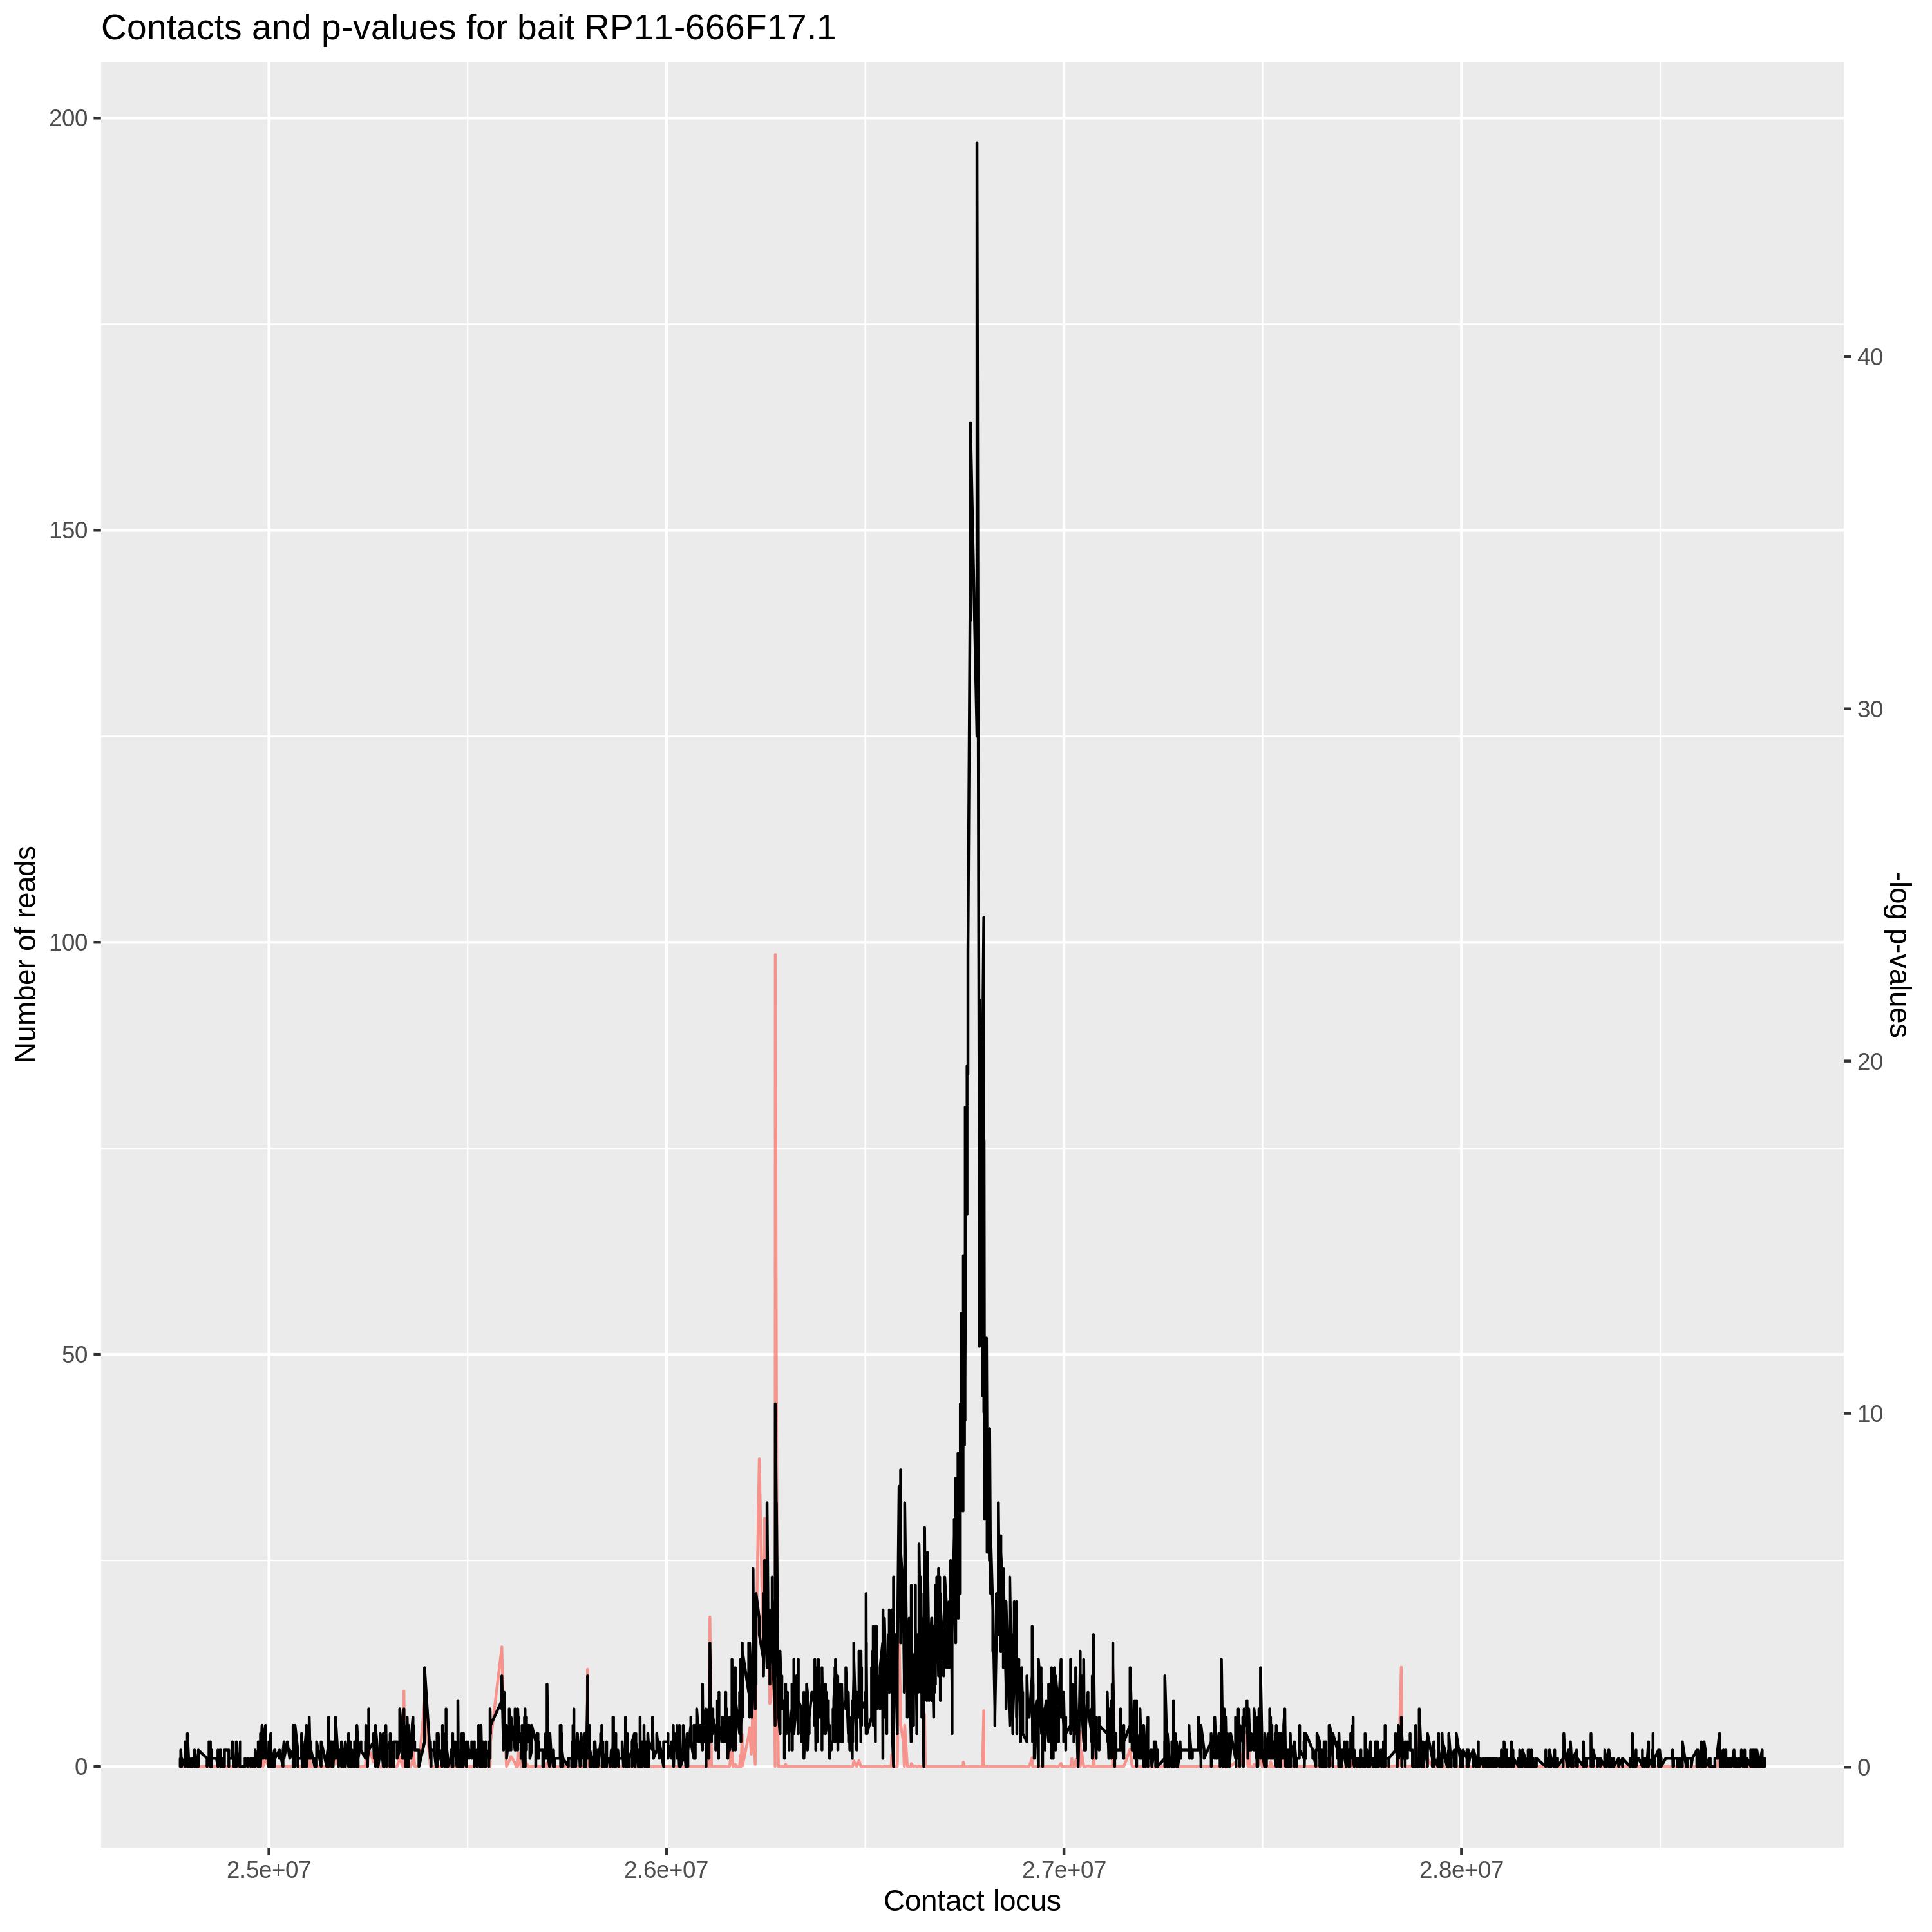 Contacts and p-values for bait RP11-666F17.1
200
150
100
50
0
Number of reads
40
30
20
10
0
-log p-values
2.5e+07 2.6e+07 2.7e+07 2.8e+07
Contact locus